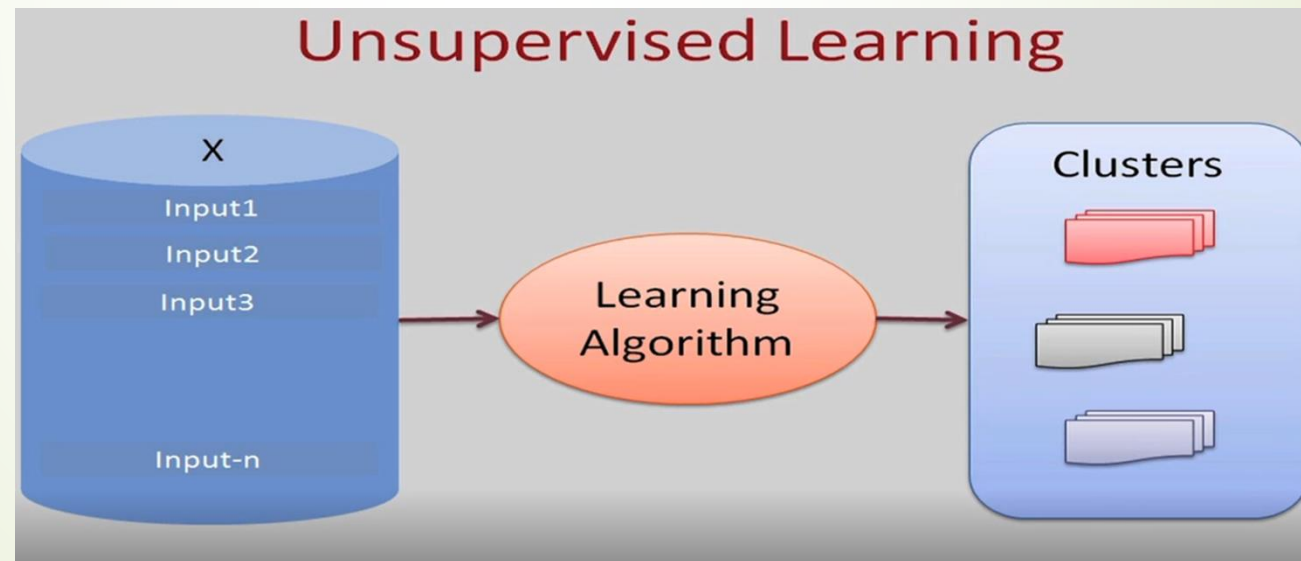 Unsupervised Learning
X
Input1
Input2
Input3
Input-n
Learning
Algorithm
Clusters